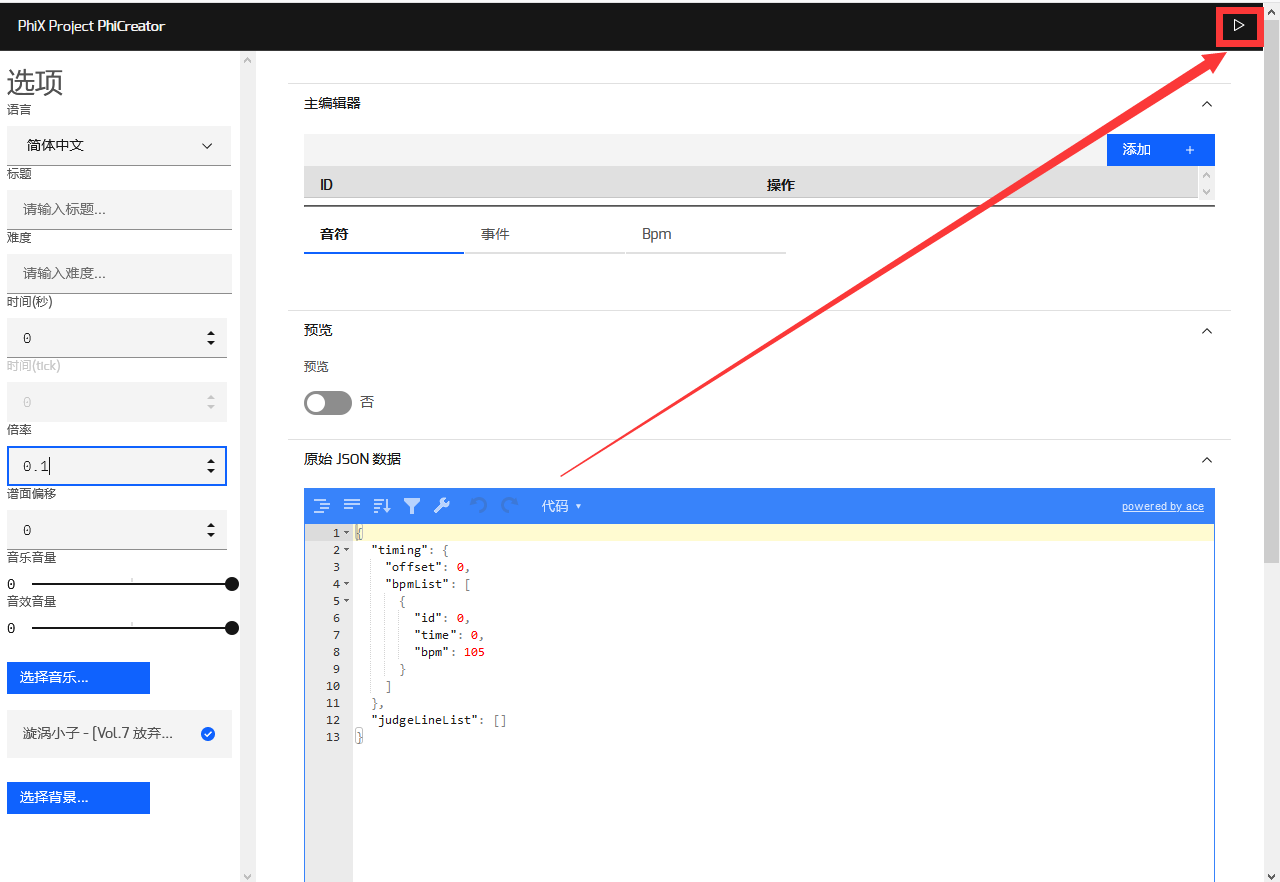 PhiX Project PhiCreator
选项
语言
简体中文
标题
请输入标题...
难度
请输入难度...
时间(秒)
0
时间(tick)
0
倍率
0.1
谱面偏移
0
音乐音量
0
音效音量
0
选择音乐...
漩涡小子 - [Vol.7 放弃...
选择背景...
主编辑器
添加 +
ID 操作
音符 事件 Bpm
预览
预览
否
原始 JSON 数据
代码 ▾
powered by ace
1 {
2 "timing": {
3 "offset": 0,
4 "bpmList": [
5 {
6 "id": 0,
7 "time": 0,
8 "bpm": 105
9 }
10 ]
11 },
12 "judgeLineList": []
13 }